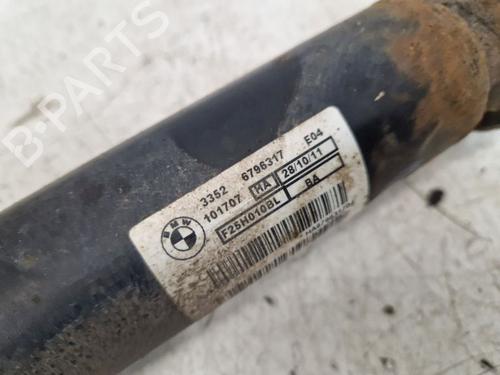 B-Parts
BMW
3352 6796317 E04
101707 HA 28/10/11
F25H010BL BA